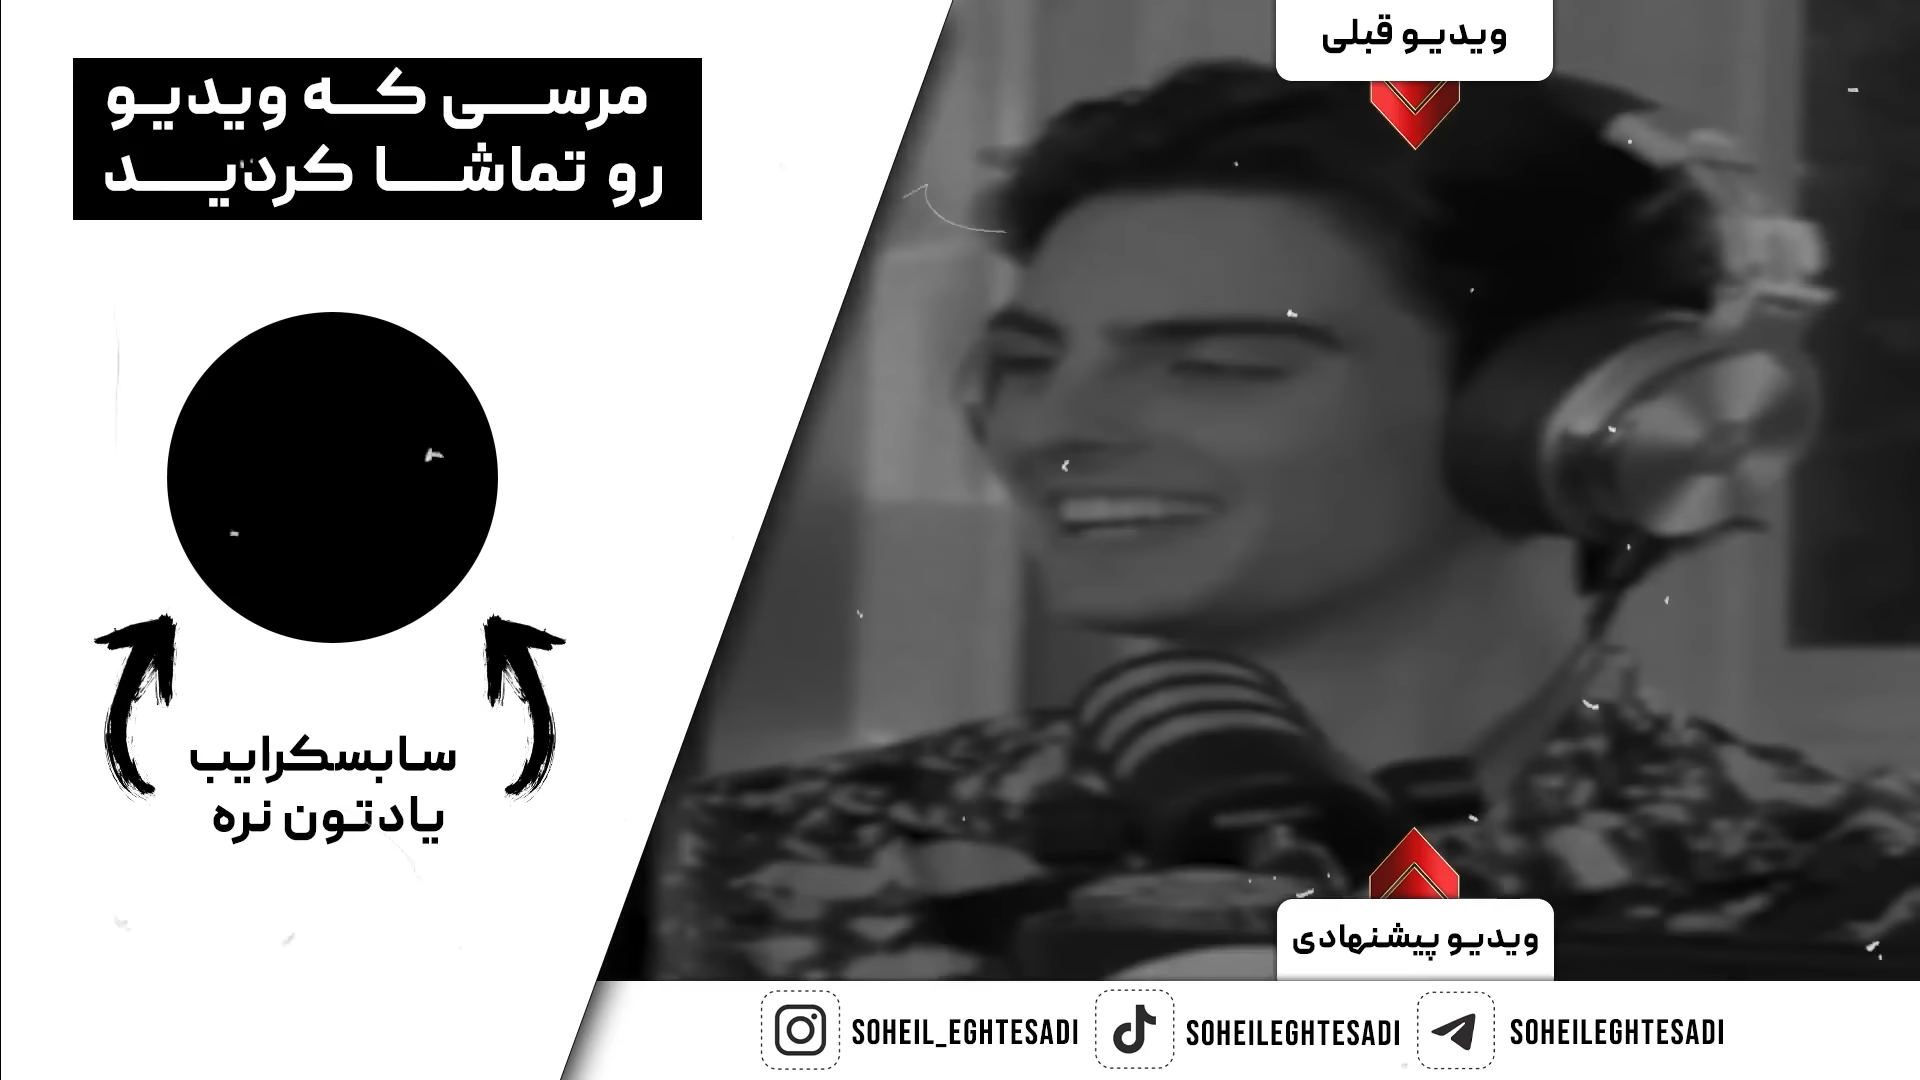 مرسی که ویدیو
رو تماشا کردید
سابسکرایب
یادتون نره
ویدیو قبلی
ویدیو پیشنهادی
SOHEIL_EGHTESADI
SOHEILEGHTESADI
SOHEILEGHTESADI